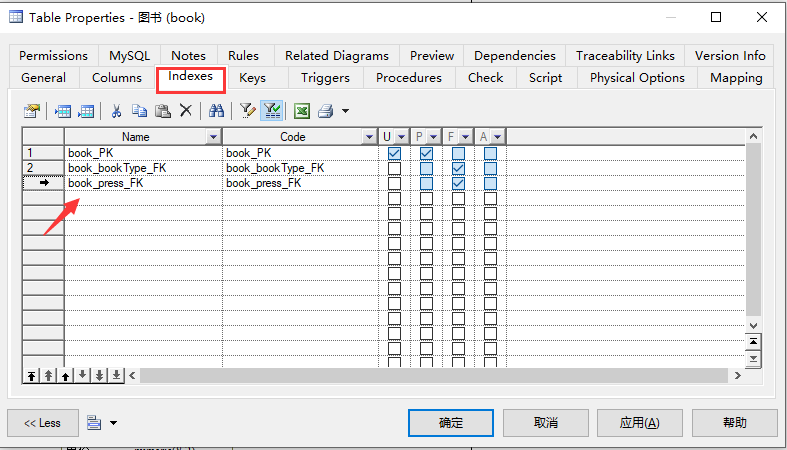 Table Properties - 图书 (book)
Permissions MySQL Notes Rules Related Diagrams Preview Dependencies Traceability Links Version Info
General Columns Indexes Keys Triggers Procedures Check Script Physical Options Mapping
Name Code U P F A
1 book_PK book_PK
2 book_bookType_FK book_bookType_FK
book_press_FK book_press_FK
<< Less 确定 取消 应用(A) 帮助